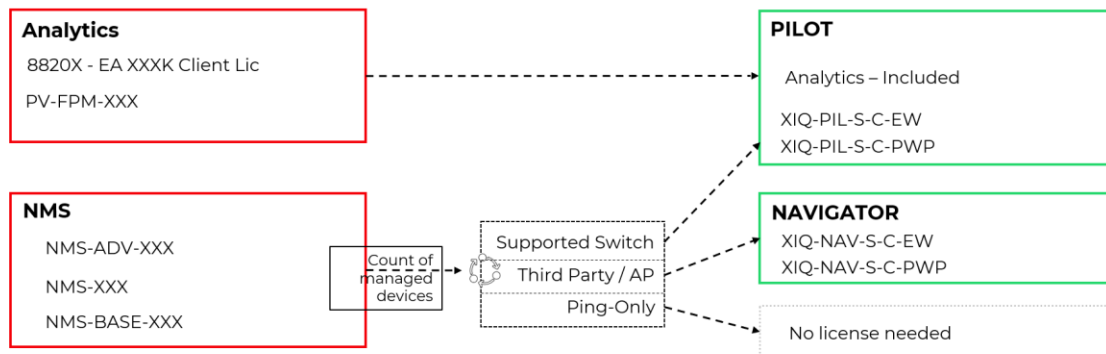 Analytics
8820X - EA XXXK Client Lic
PV-FPM-XXX
PILOT
Analytics – Included
XIQ-PIL-S-C-EW
XIQ-PIL-S-C-PWP
NMS
NMS-ADV-XXX
NMS-XXX
NMS-BASE-XXX
Count of
managed
devices
Supported Switch
Third Party / AP
Ping-Only
NAVIGATOR
XIQ-NAV-S-C-EW
XIQ-NAV-S-C-PWP
No license needed